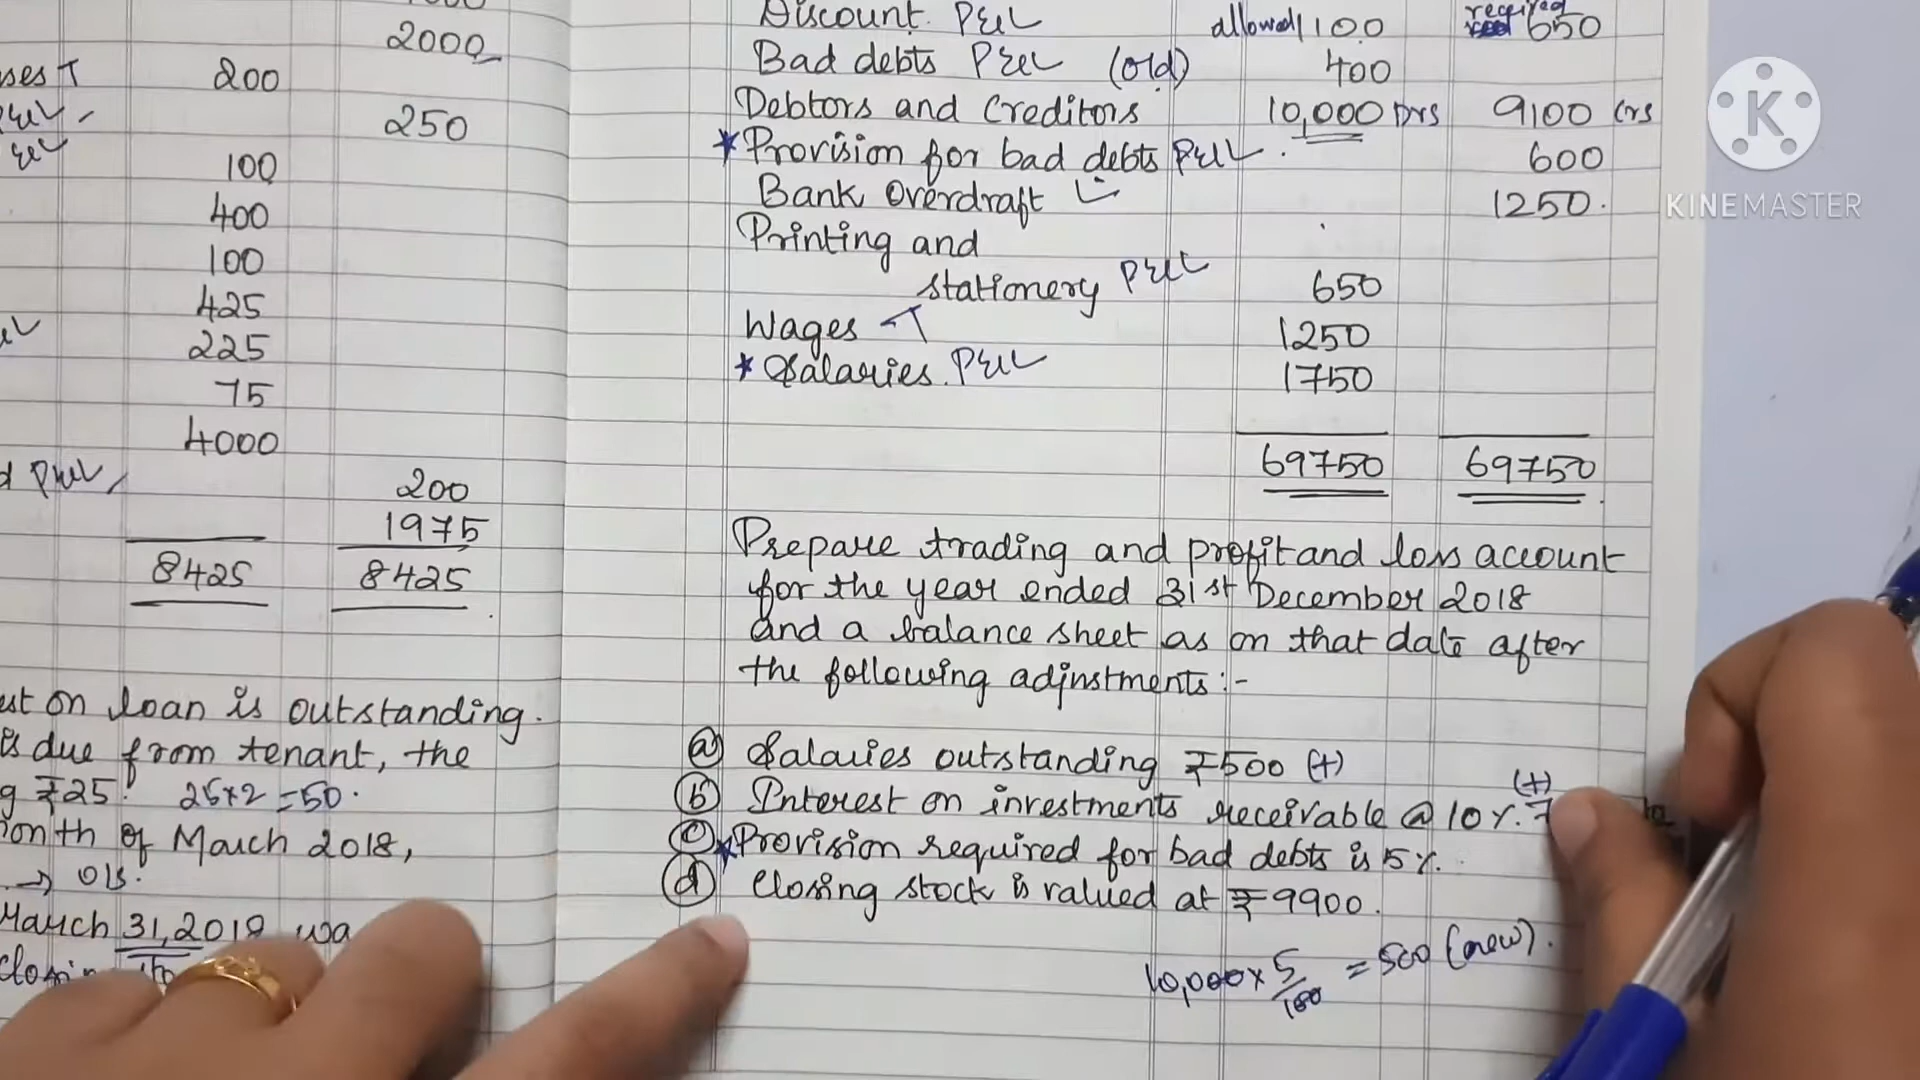 2000
ses T 200
250
100
400
100
425
225
75
4000
200
1975
8425 8425
on loan is outstanding.
is due from tenant, the
g ₹25. 25×2=50.
onth of March 2018,
→ O/s.
March 31, 2018, wa
Discount P&L allowed 1100 received 650
Bad debts P&L (old) 400
Debtors and Creditors 10,000 Drs 9100 Crs
*Provision for bad debts P&L. 600
Bank Overdraft L 1250.
Printing and
stationery P&L 650
Wages T 1250
* Salaries. P&L 1750
69750 69750
Prepare trading and profit and loss account
for the year ended 31st December 2018
and a balance sheet as on that date after
the following adjustments:-
(a) Salaries outstanding ₹500 (+)
(+)
(b) Interest on investments receivable @ 10%.
(c) *Provision required for bad debts is 5%.
(d) Closing stock is valued at ₹9900.
10,000 × 5/100 = 500 (new).
K
KINEMASTER